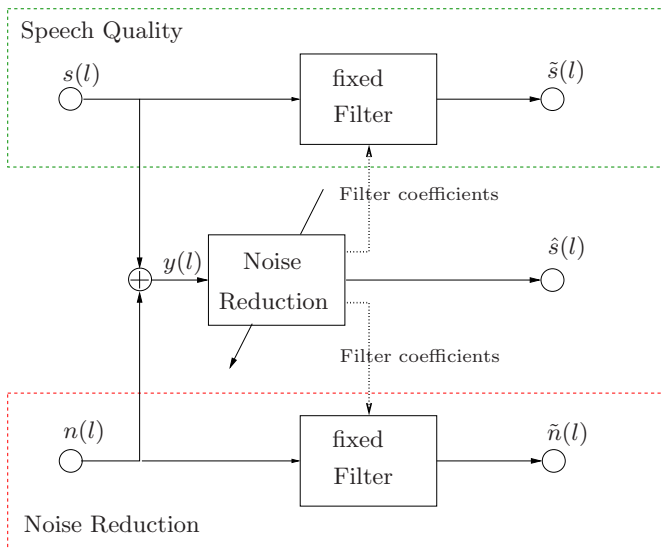 Speech Quality
s(l)
fixed
Filter
s̃(l)
Filter coefficients
y(l)
Noise
Reduction
ŝ(l)
Filter coefficients
n(l)
fixed
Filter
ñ(l)
Noise Reduction